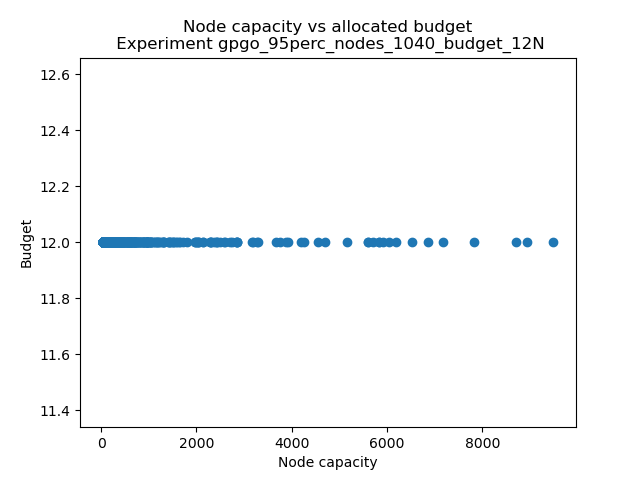 Node capacity vs allocated budget
Experiment gpgo_95perc_nodes_1040_budget_12N
12.6
12.4
12.2
12.0
11.8
11.6
11.4
Budget
0 2000 4000 6000 8000
Node capacity